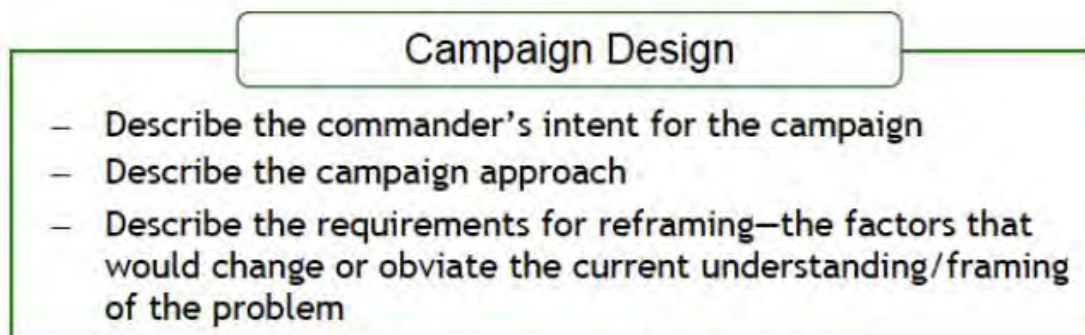 Campaign Design
– Describe the commander's intent for the campaign
– Describe the campaign approach
– Describe the requirements for reframing—the factors that
would change or obviate the current understanding/framing
of the problem